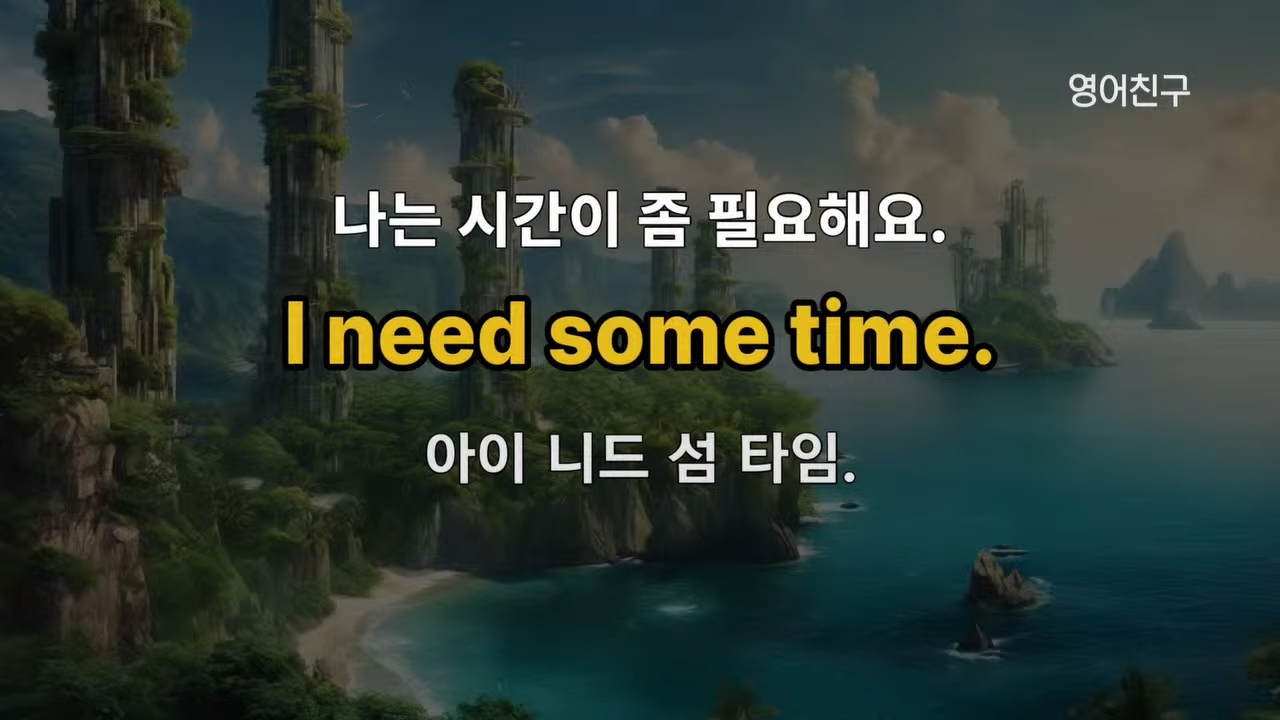 영어친구
나는 시간이 좀 필요해요.
I need some time.
아이 니드 섬 타임.